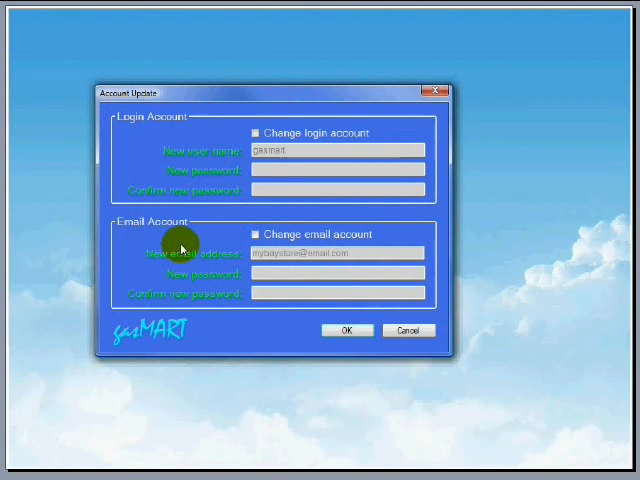 Account Update
Login Account
Change login account
New user name: gasmart
New password:
Confirm new password:
Email Account
Change email account
New email address: mybaystore@email.com
New password:
Confirm new password:
gasMART
OK Cancel